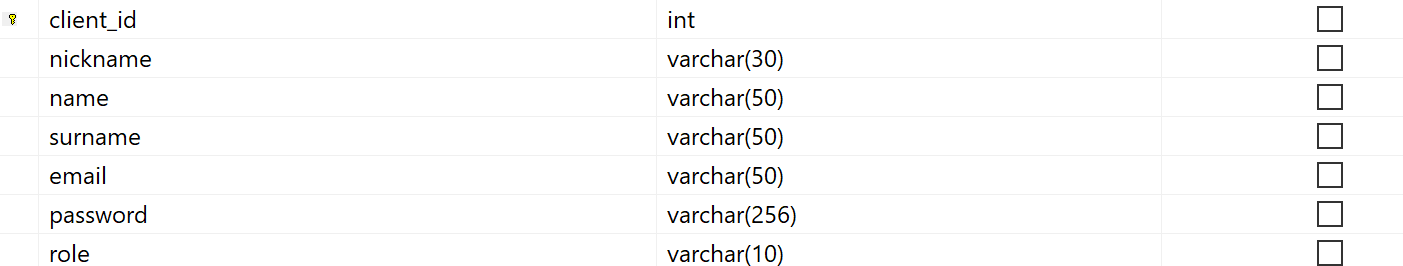 client_id int
nickname varchar(30)
name varchar(50)
surname varchar(50)
email varchar(50)
password varchar(256)
role varchar(10)